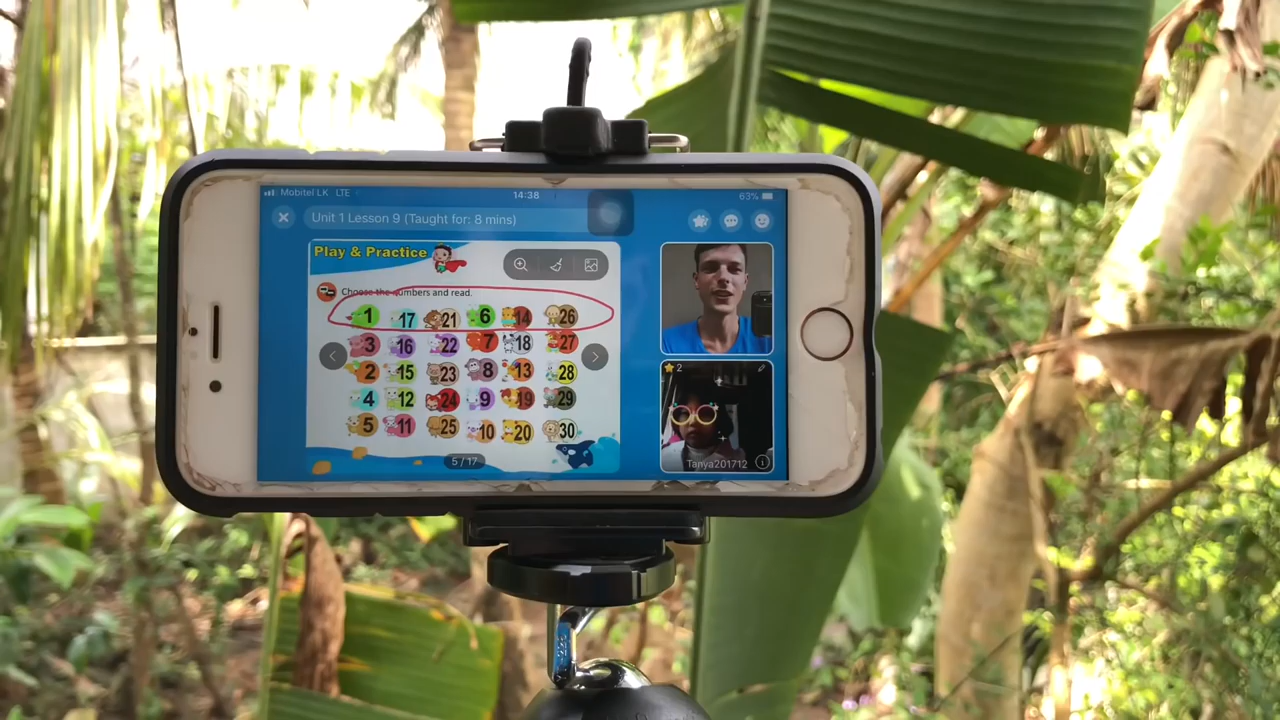 Mobitel LK LTE 14:38 63%
Unit 1 Lesson 9 (Taught for: 8 mins)
Play & Practice
Choose the numbers and read.
1 17 21 6 14 26
3 16 22 7 18 27
2 15 23 8 13 28
4 12 24 9 19 29
5 11 25 10 20 30
5 / 17
2
Tanya201712